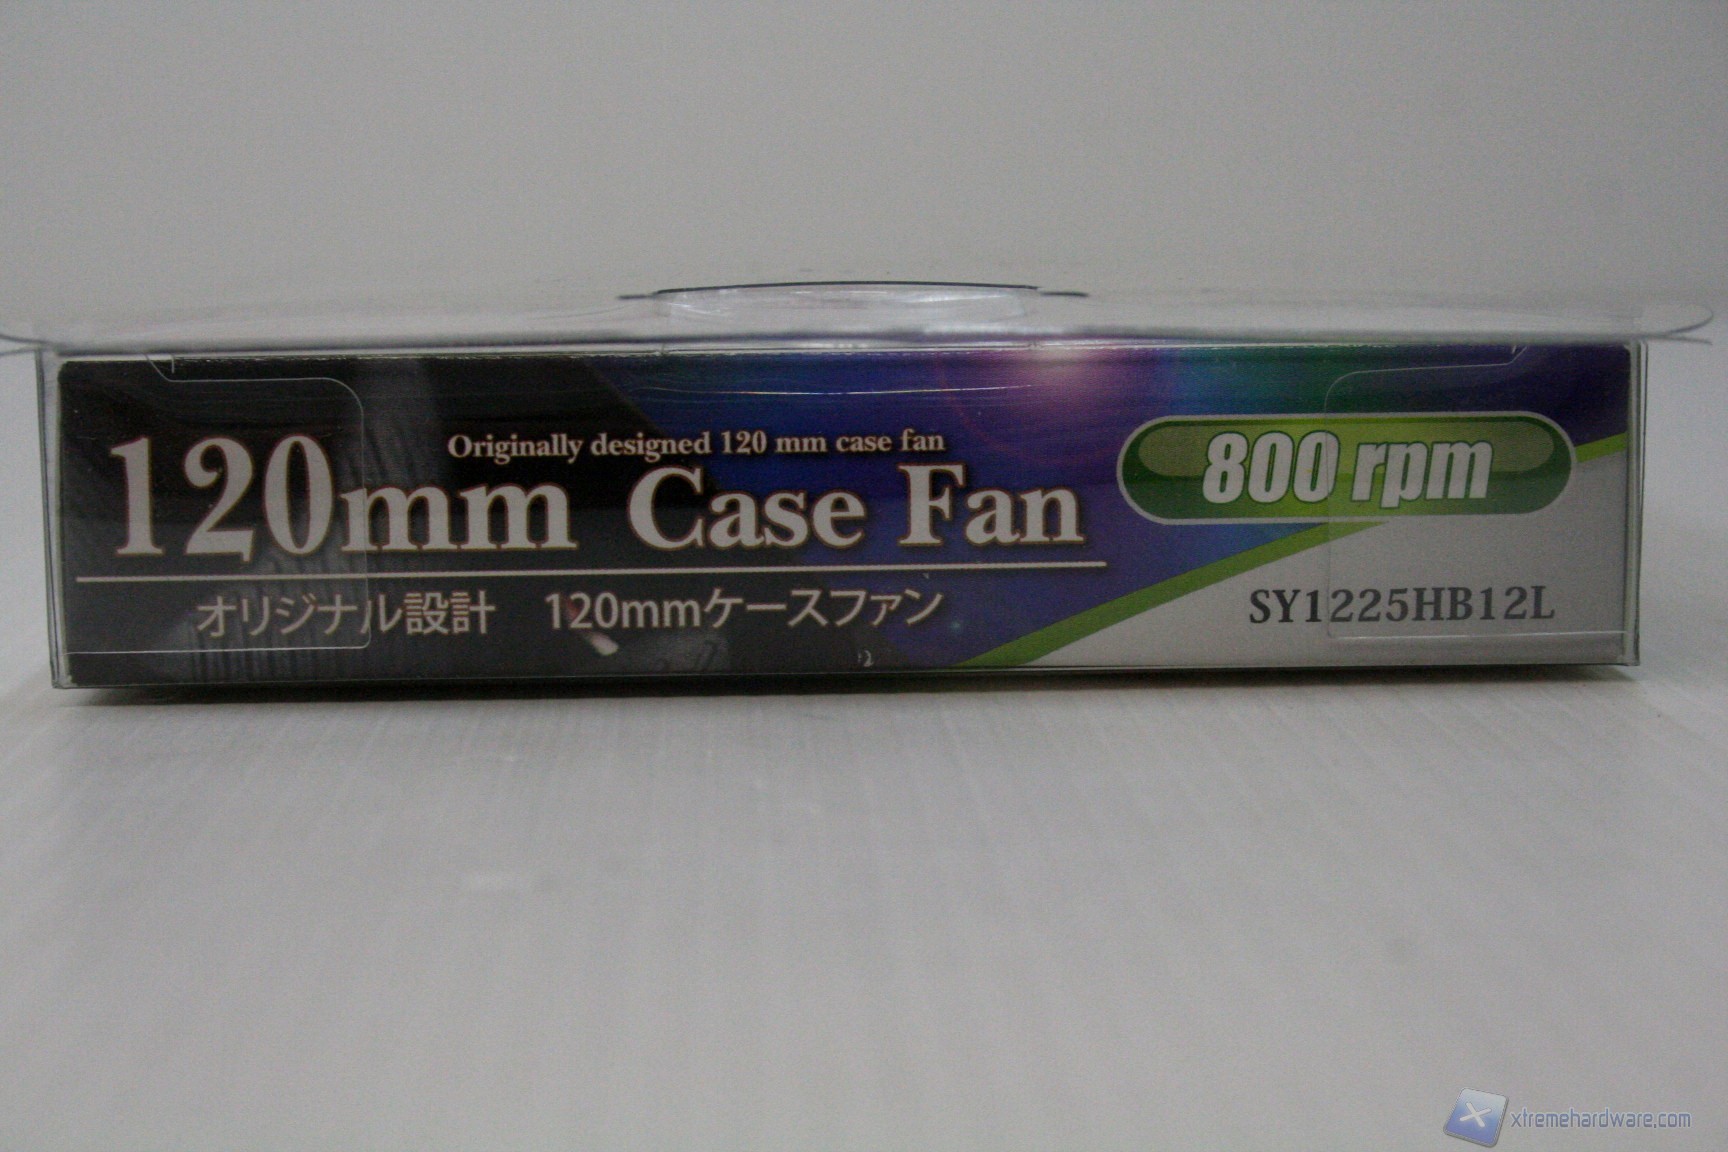 Originally designed 120 mm case fan
120mm Case Fan
800 rpm
オリジナル設計 120mmケースファン
SY1225HB12L
xtremehardware.com